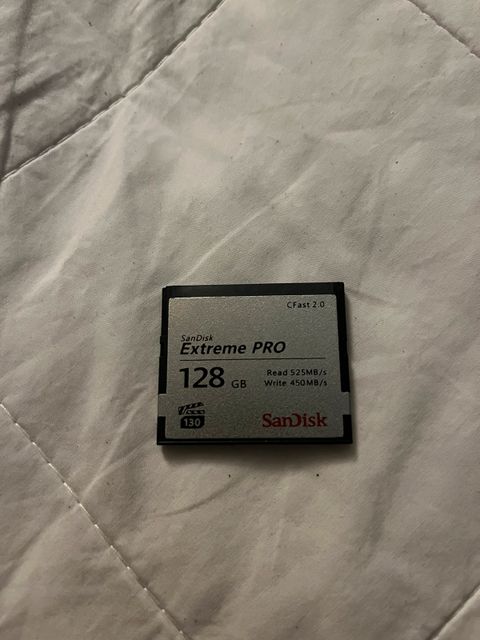 CFast 2.0
SanDisk
Extreme PRO
128 GB
Read 525MB/s
Write 450MB/s
130
SanDisk